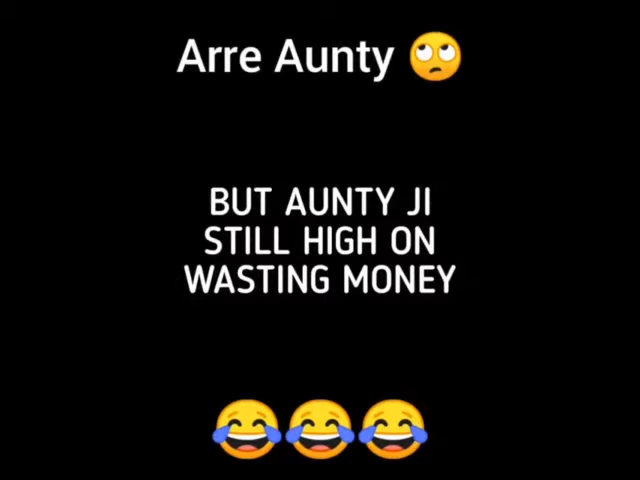 Arre Aunty 🙄
BUT AUNTY JI
STILL HIGH ON
WASTING MONEY
😂😂😂